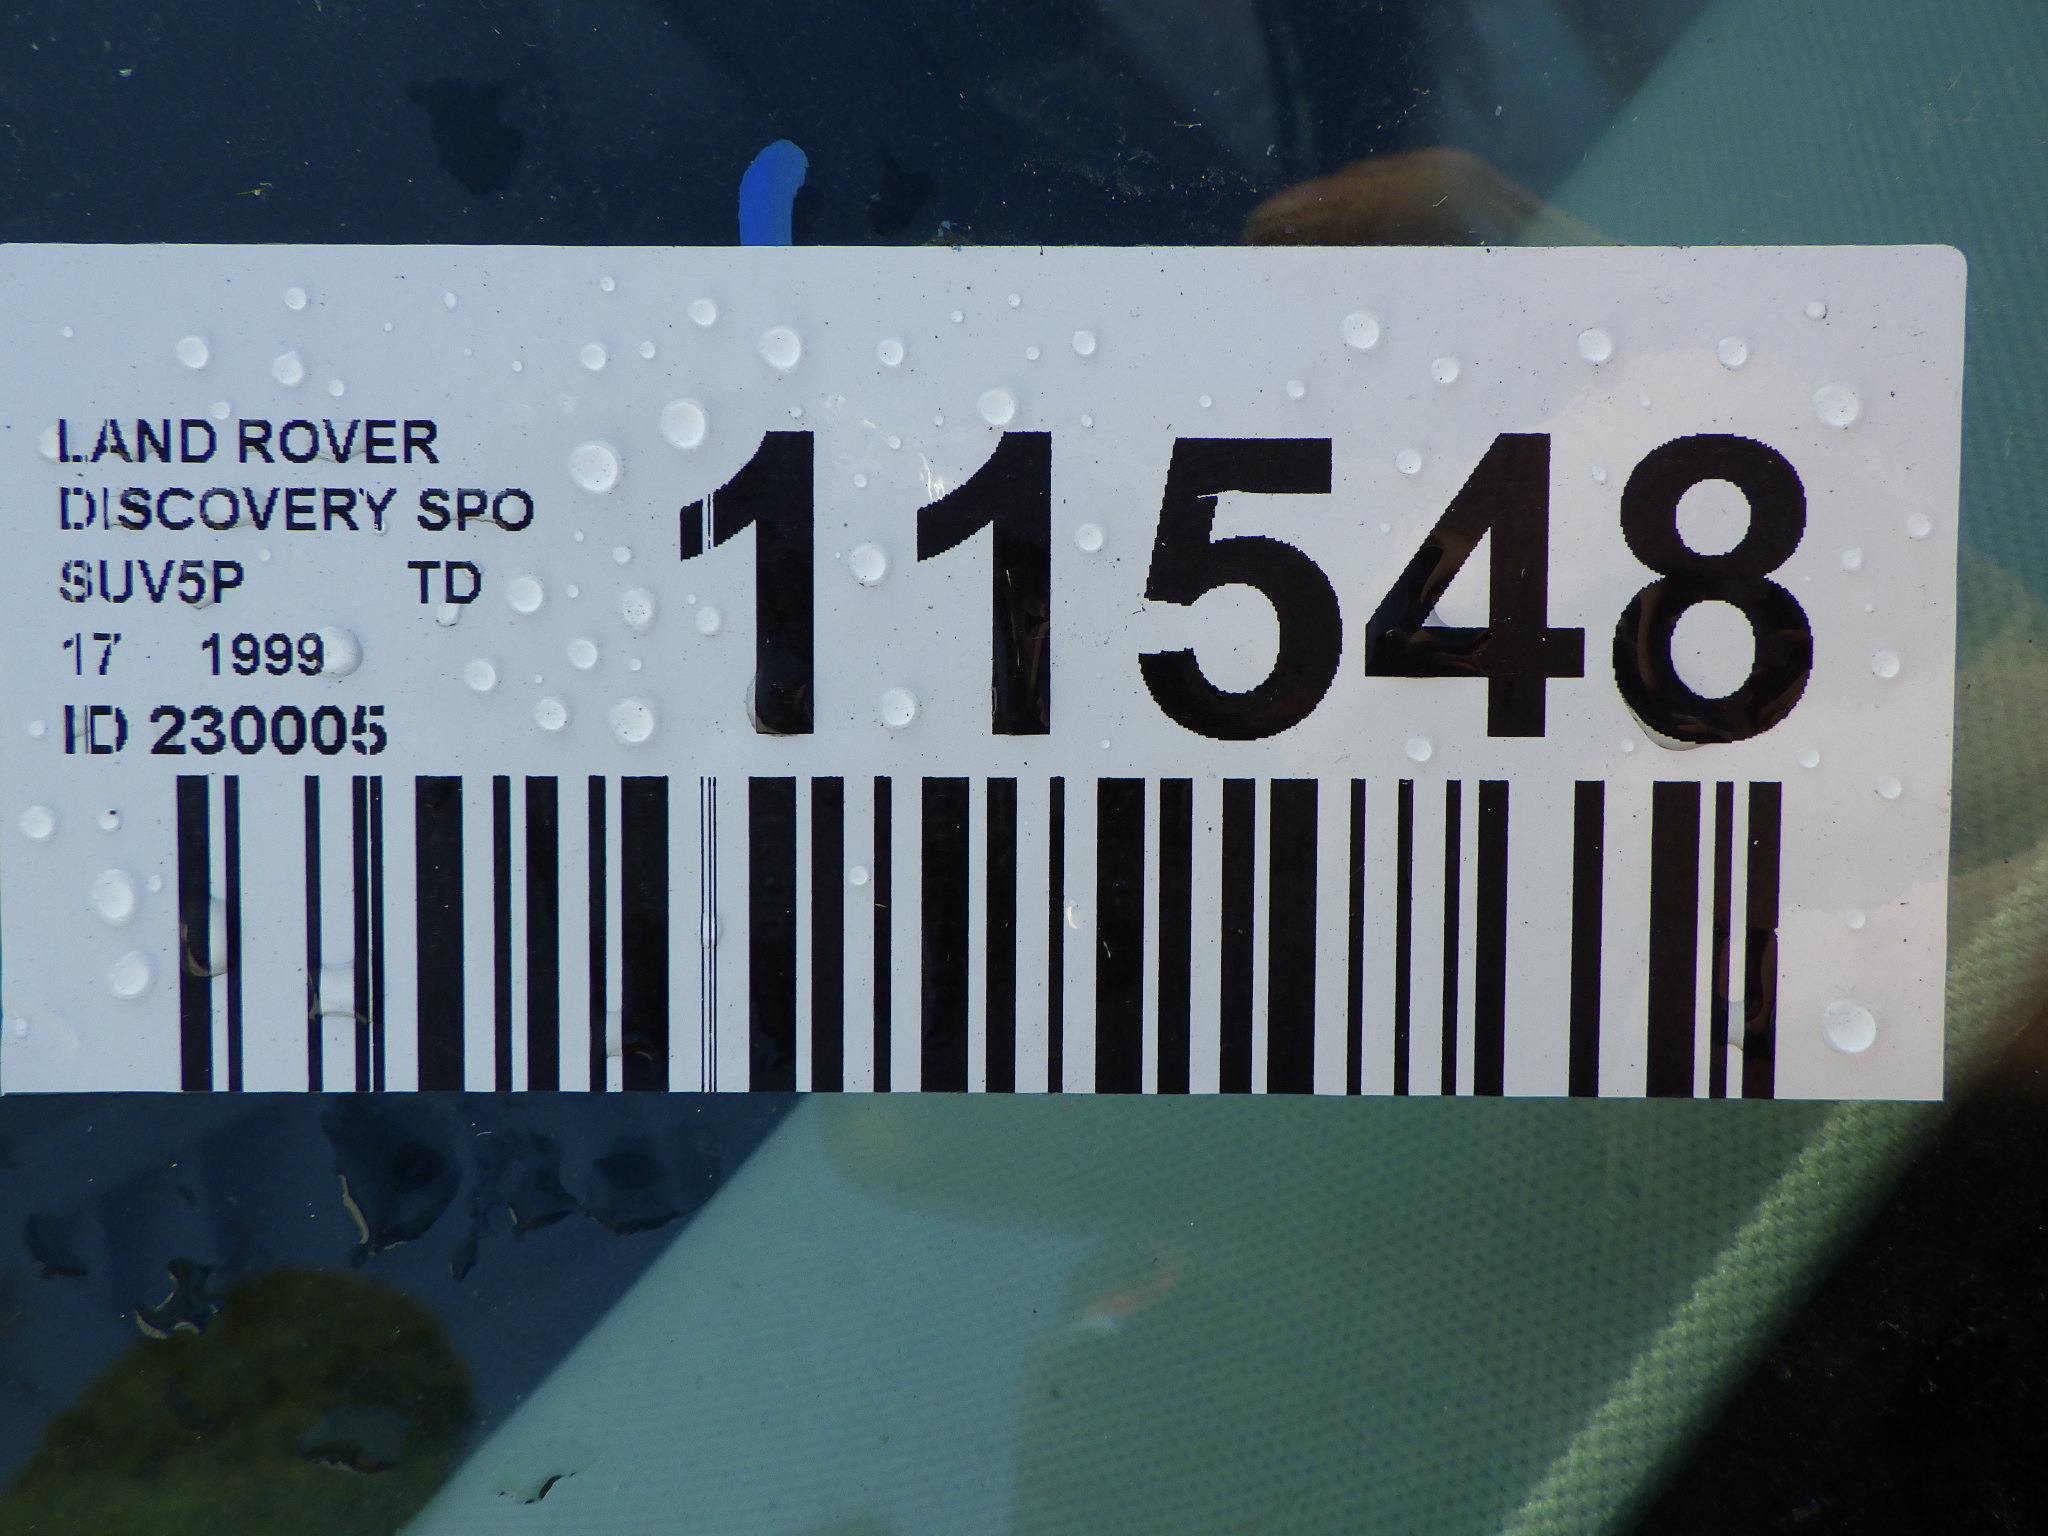 LAND ROVER
DISCOVERY SPO
SUV5P TD
17 1999
ID 230005
11548